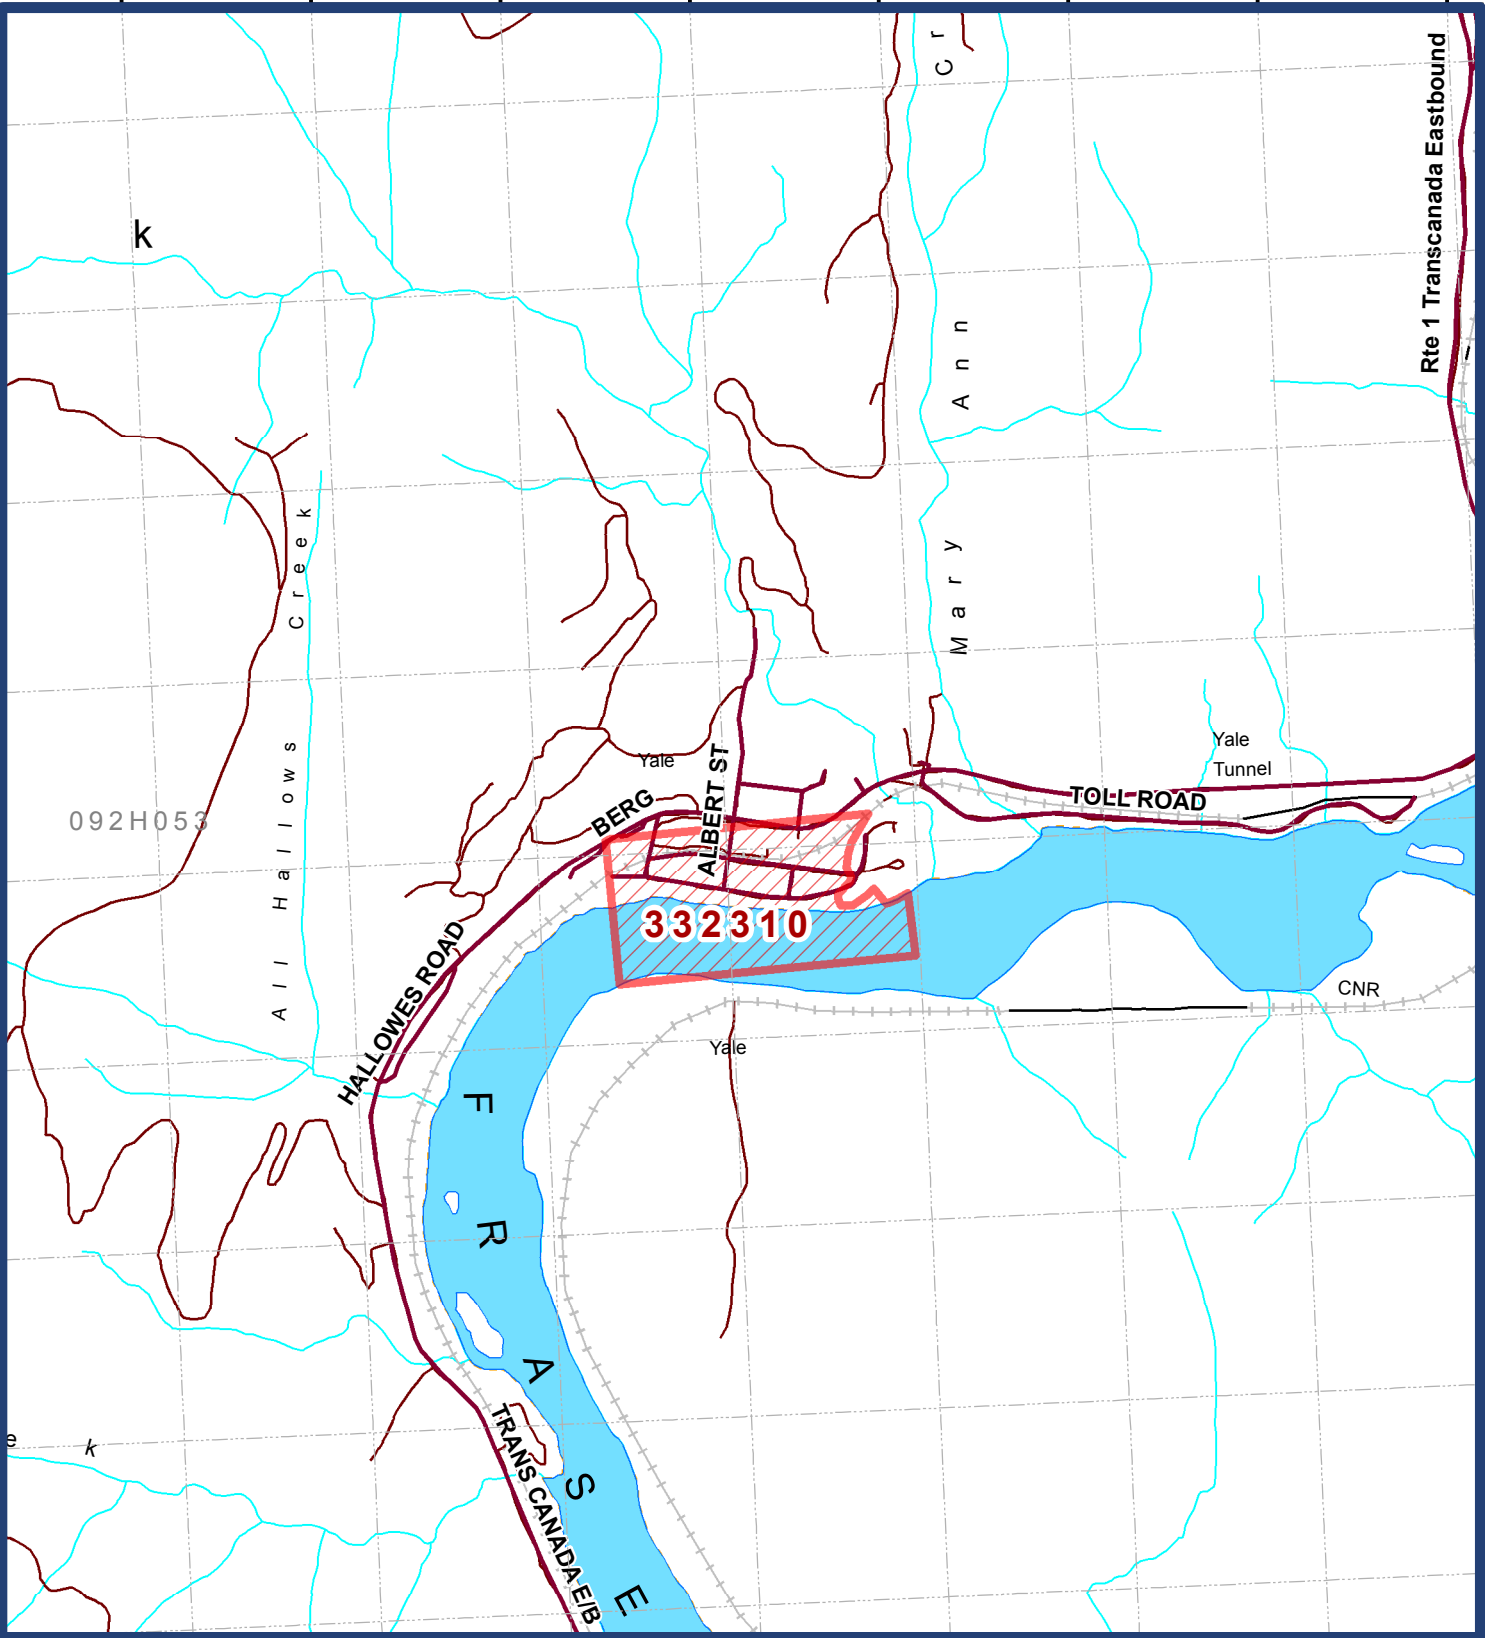 Cr
Rte 1 Transcanada Eastbound
k
Mary Ann
All Hallows Creek
Yale
Tunnel
Yale
ALBERT ST
BERG
TOLL ROAD
092H053
332310
HALLOWES ROAD
CNR
Yale
FRASE
TRANS CANADA E/B
e k